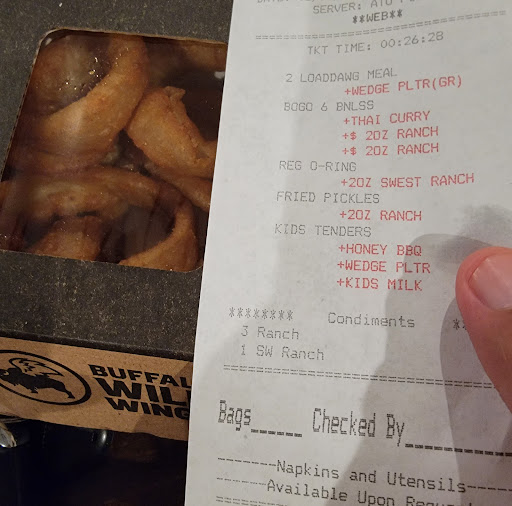 SERVER: ATO
**WEB**
TKT TIME: 00:26:28
2 LOADDAWG MEAL
+WEDGE PLTR(GR)
BOGO 6 BNLSS
+THAI CURRY
+$ 2OZ RANCH
+$ 2OZ RANCH
REG O-RING
+2OZ SWEST RANCH
FRIED PICKLES
+2OZ RANCH
KIDS TENDERS
+HONEY BBQ
+WEDGE PLTR
+KIDS MILK
******** Condiments *
3 Ranch
1 SW Ranch
Bags_____ Checked By__________
--------Napkins and Utensils-----
------Available Upon
BUFFAL
WIL
WING